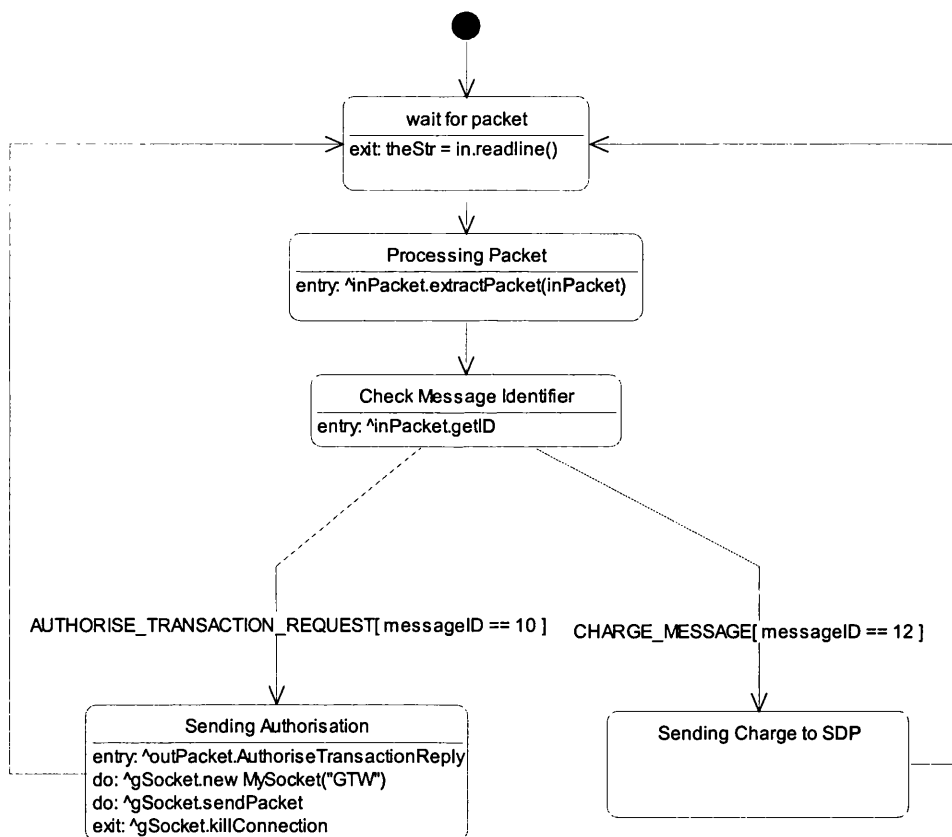 wait for packet
exit: theStr = in.readline()
Processing Packet
entry: ^inPacket.extractPacket(inPacket)
Check Message Identifier
entry: ^inPacket.getID
AUTHORISE_TRANSACTION_REQUEST[ messageID == 10 ]
CHARGE_MESSAGE[ messageID == 12 ]
Sending Authorisation
entry: ^outPacket.AuthoriseTransactionReply
do: ^gSocket.new MySocket("GTW")
do: ^gSocket.sendPacket
exit: ^gSocket.killConnection
Sending Charge to SDP